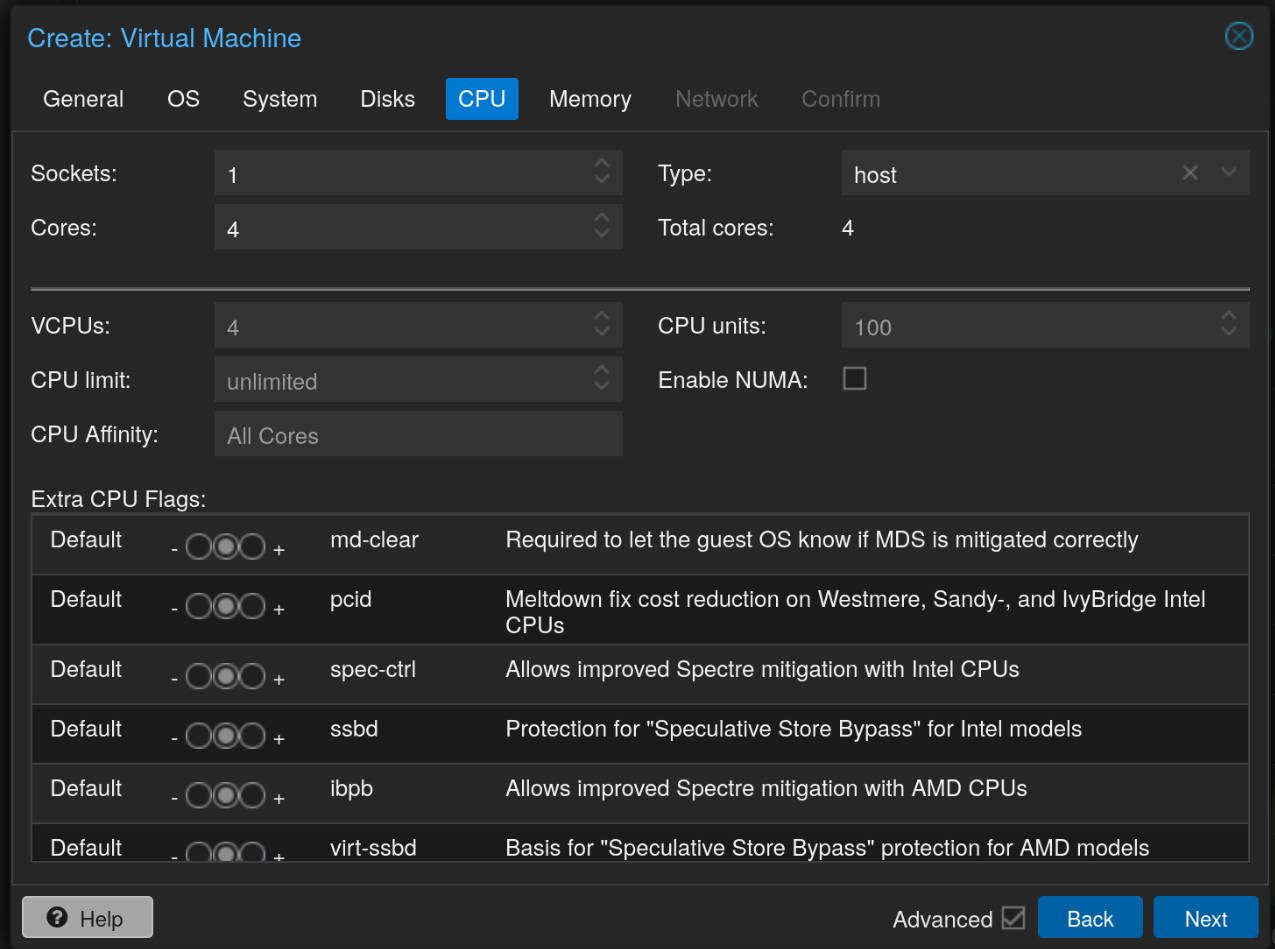 Create: Virtual Machine
General OS System Disks CPU Memory Network Confirm
Sockets: 1 Type: host
Cores: 4 Total cores: 4
VCPUs: 4 CPU units: 100
CPU limit: unlimited Enable NUMA:
CPU Affinity: All Cores
Extra CPU Flags:
Default - + md-clear Required to let the guest OS know if MDS is mitigated correctly
Default - + pcid Meltdown fix cost reduction on Westmere, Sandy-, and IvyBridge Intel
CPUs
Default - + spec-ctrl Allows improved Spectre mitigation with Intel CPUs
Default - + ssbd Protection for "Speculative Store Bypass" for Intel models
Default - + ibpb Allows improved Spectre mitigation with AMD CPUs
Default - + virt-ssbd Basis for "Speculative Store Bypass" protection for AMD models
? Help Advanced Back Next